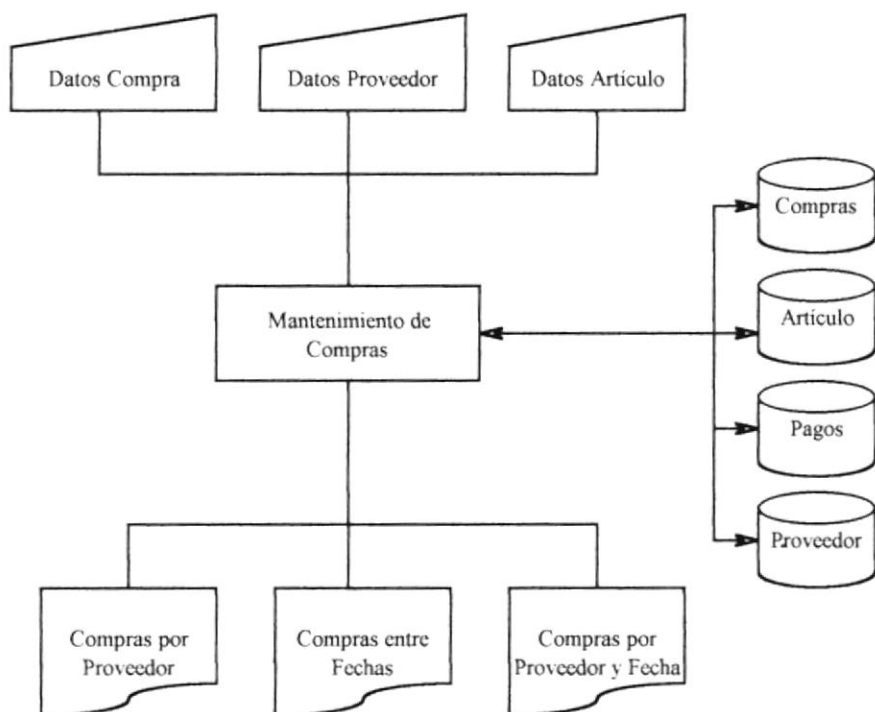 Datos Compra
Datos Proveedor
Datos Artículo
Compras
Mantenimiento de
Compras
Artículo
Pagos
Proveedor
Compras por
Proveedor
Compras entre
Fechas
Compras por
Proveedor y Fecha